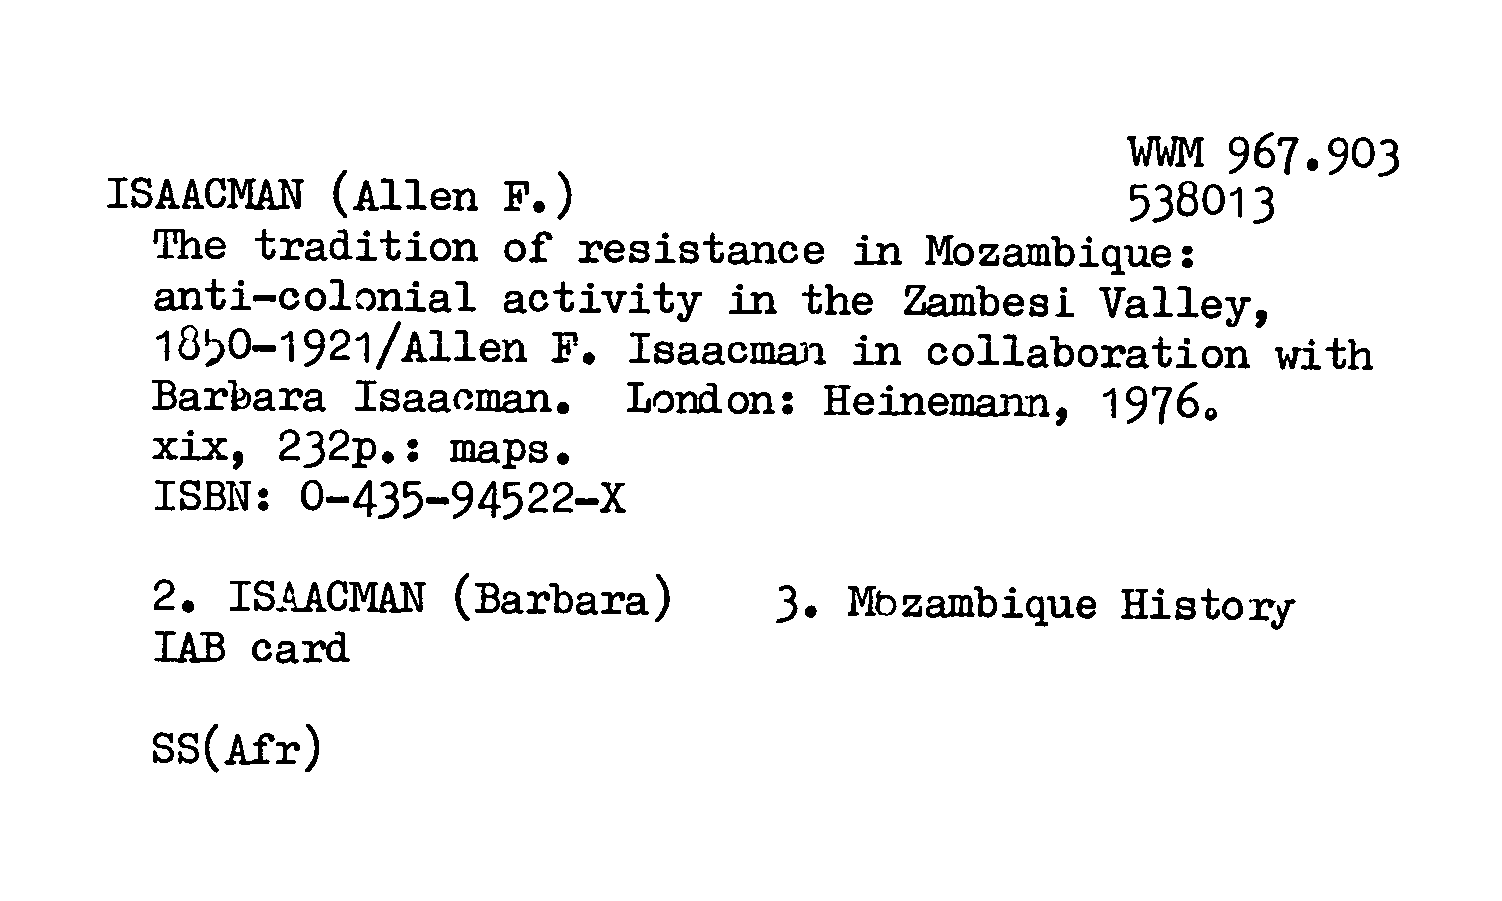 WWM 967.903
ISAACMAN (Allen F.)
538013
The tradition of resistance in Mozambique:
anti-colonial activity in the Zambesi Valley,
1850-1921/Allen F. Isaacman in collaboration with
Barbara Isaacman. London: Heinemann, 1976.
xix, 232p.: maps.
ISBN: 0-435-94522-X
2. ISAACMAN (Barbara) 3. Mozambique History
IAB card
SS(Afr)